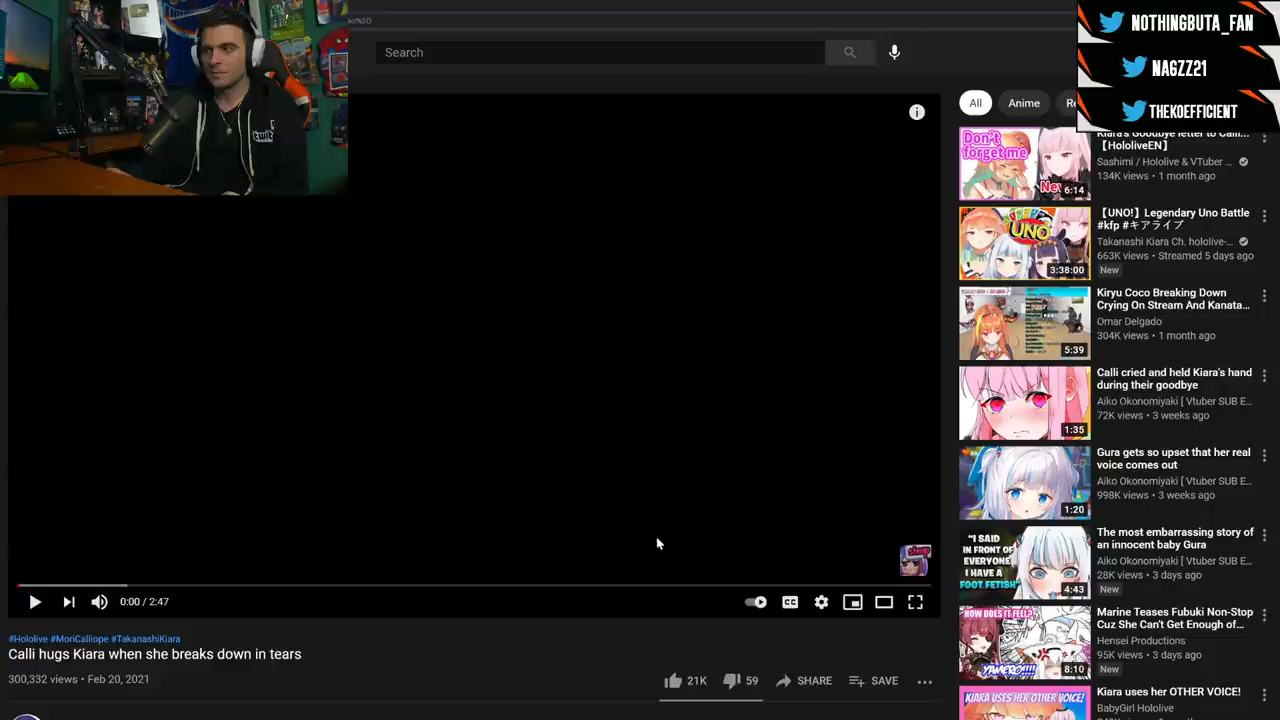 Search
NOTHINGBUTA_FAN
NA6ZZ21
THEKOEFFICIENT
All
Anime
twitch
Kiara's Goodbye letter to Calli...
【HololiveEN】
Sashimi / Hololive & VTuber ...
134K views • 1 month ago
Don't
forget me
6:14
【UNO!】Legendary Uno Battle
#kfp #キアライブ
Takanashi Kiara Ch. hololive-...
663K views • Streamed 5 days ago
New
UNO
3:38:00
Kiryu Coco Breaking Down
Crying On Stream And Kanata...
Omar Delgado
304K views • 1 month ago
5:39
Calli cried and held Kiara's hand
during their goodbye
Aiko Okonomiyaki [ Vtuber SUB E...
72K views • 3 weeks ago
1:35
Gura gets so upset that her real
voice comes out
Aiko Okonomiyaki [ Vtuber SUB E...
998K views • 3 weeks ago
1:20
The most embarrassing story of
an innocent baby Gura
Aiko Okonomiyaki [ Vtuber SUB E...
28K views • 3 days ago
New
"I SAID
IN FRONT OF
EVERYONE
I HAVE A
FOOT FETISH"
4:43
Marine Teases Fubuki Non-Stop
Cuz She Can't Get Enough of...
Hensei Productions
95K views • 3 days ago
New
HOW DOES IT FEEL?
YAMERO!!!
8:10
Kiara uses her OTHER VOICE!
BabyGirl Hololive
KIARA USES HER OTHER VOICE!
0:00 / 2:47
CC
#Hololive #MoriCalliope #TakanashiKiara
Calli hugs Kiara when she breaks down in tears
300,332 views • Feb 20, 2021
21K
59
SHARE
SAVE